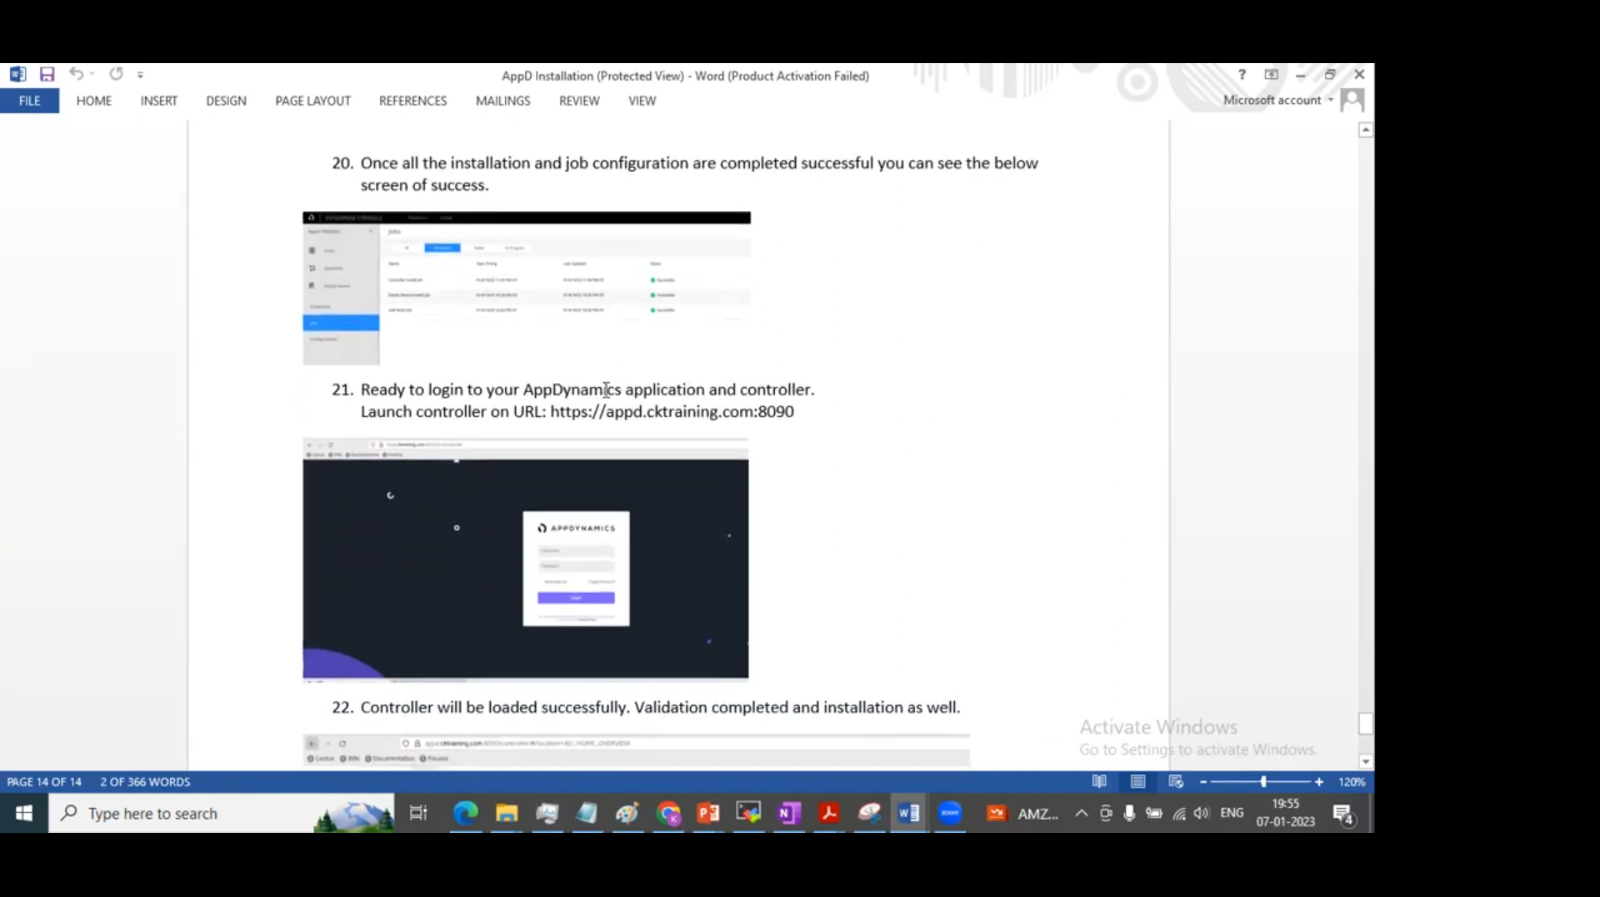 AppD Installation (Protected View) - Word (Product Activation Failed)
?
FILE HOME INSERT DESIGN PAGE LAYOUT REFERENCES MAILINGS REVIEW VIEW
Microsoft account
20. Once all the installation and job configuration are completed successful you can see the below
screen of success.
Jobs
21. Ready to login to your AppDynamics application and controller.
Launch controller on URL: https://appd.cktraining.com:8090
APPDYNAMICS
22. Controller will be loaded successfully. Validation completed and installation as well.
Activate Windows
Go to Settings to activate Windows.
PAGE 14 OF 14 2 OF 366 WORDS
120%
Type here to search
zoom
AMZ...
ENG
19:55
07-01-2023
4